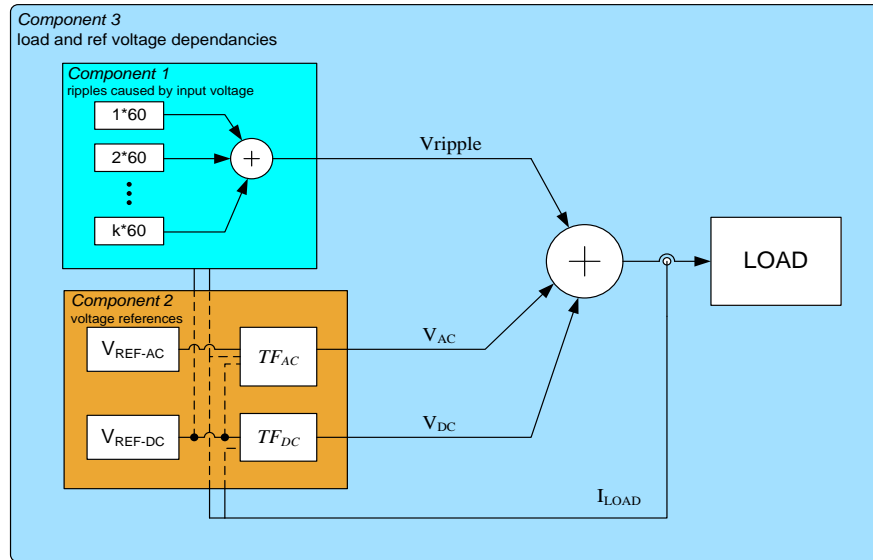 Component 3
load and ref voltage dependancies
Component 1
ripples caused by input voltage
1*60
2*60
k*60
+
Vripple
+
LOAD
Component 2
voltage references
VREF-AC
TFAC
VAC
VREF-DC
TFDC
VDC
ILOAD